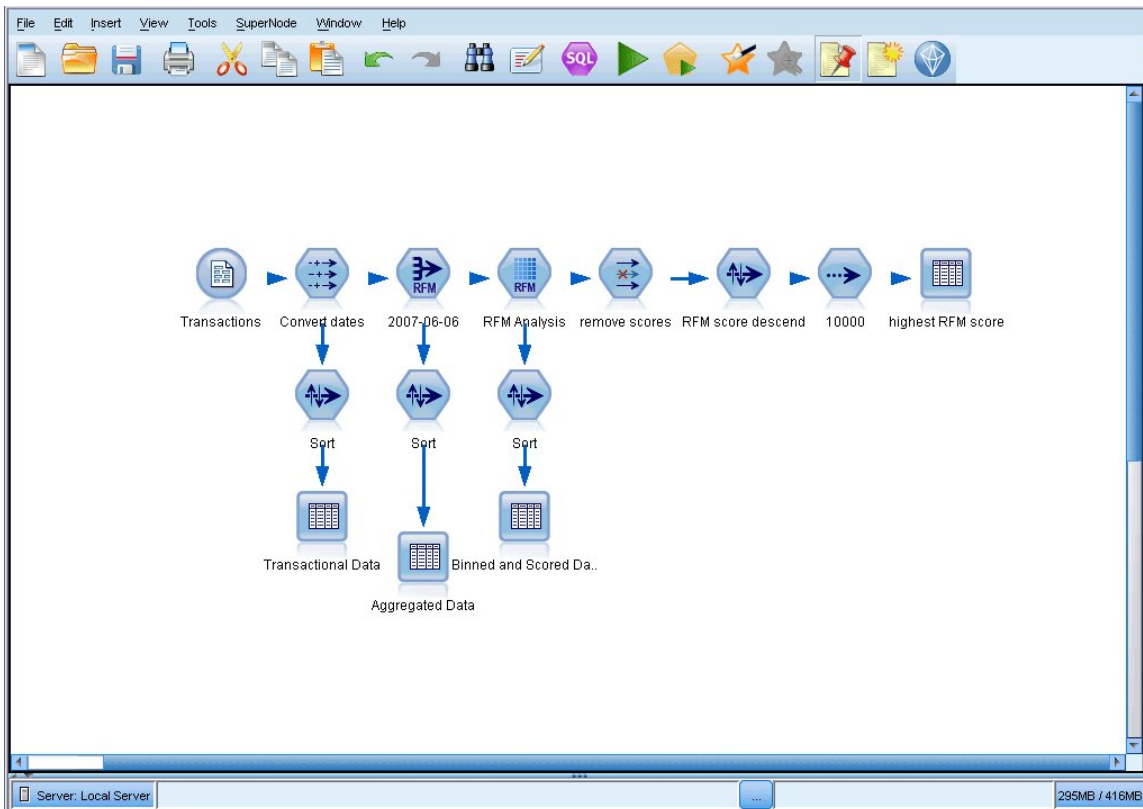 File Edit Insert View Tools SuperNode Window Help
SQL
RFM RFM
Transactions Convert dates 2007-06-06 RFM Analysis remove scores RFM score descend 10000 highest RFM score
Sort Sort Sort
Transactional Data Binned and Scored Da..
Aggregated Data
Server: Local Server ... 295MB / 416MB